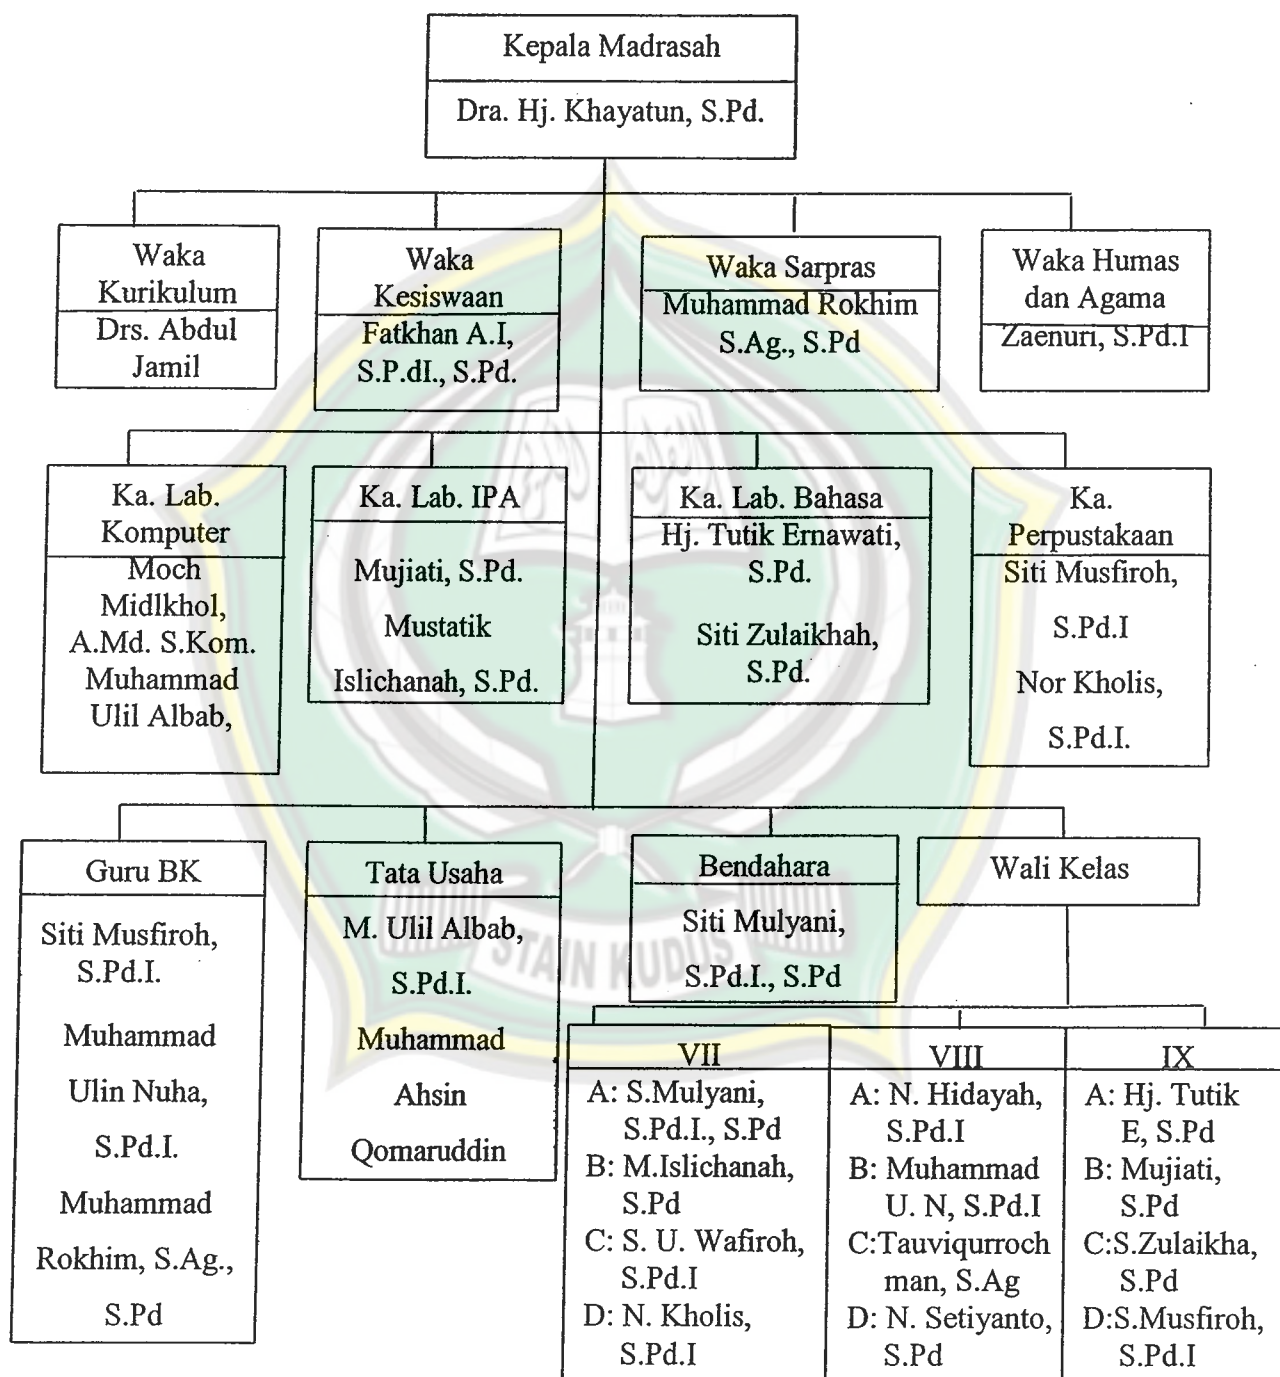 Kepala Madrasah
Dra. Hj. Khayatun, S.Pd.
Waka
Kurikulum
Drs. Abdul
Jamil
Waka
Kesiswaan
Fatkhan A.I,
S.P.dI., S.Pd.
Waka Sarpras
Muhammad Rokhim
S.Ag., S.Pd
Waka Humas
dan Agama
Zaenuri, S.Pd.I
Ka. Lab.
Komputer
Moch
Midlkhol,
A.Md. S.Kom.
Muhammad
Ulil Albab,
Ka. Lab. IPA
Mujiati, S.Pd.
Mustatik
Islichanah, S.Pd.
Ka. Lab. Bahasa
Hj. Tutik Ernawati,
S.Pd.
Siti Zulaikhah,
S.Pd.
Ka.
Perpustakaan
Siti Musfiroh,
S.Pd.I
Nor Kholis,
S.Pd.I.
Guru BK
Siti Musfiroh,
S.Pd.I.
Muhammad
Ulin Nuha,
S.Pd.I.
Muhammad
Rokhim, S.Ag.,
S.Pd
Tata Usaha
M. Ulil Albab,
S.Pd.I.
Muhammad
Ahsin
Qomaruddin
Bendahara
Siti Mulyani,
S.Pd.I., S.Pd
Wali Kelas
VII
A: S.Mulyani,
S.Pd.I., S.Pd
B: M.Islichanah,
S.Pd
C: S. U. Wafiroh,
S.Pd.I
D: N. Kholis,
S.Pd.I
VIII
A: N. Hidayah,
S.Pd.I
B: Muhammad
U. N, S.Pd.I
C:Tauviqurroch
man, S.Ag
D: N. Setiyanto,
S.Pd
IX
A: Hj. Tutik
E, S.Pd
B: Mujiati,
S.Pd
C:S.Zulaikha,
S.Pd
D:S.Musfiroh,
S.Pd.I
STAIN KUDUS